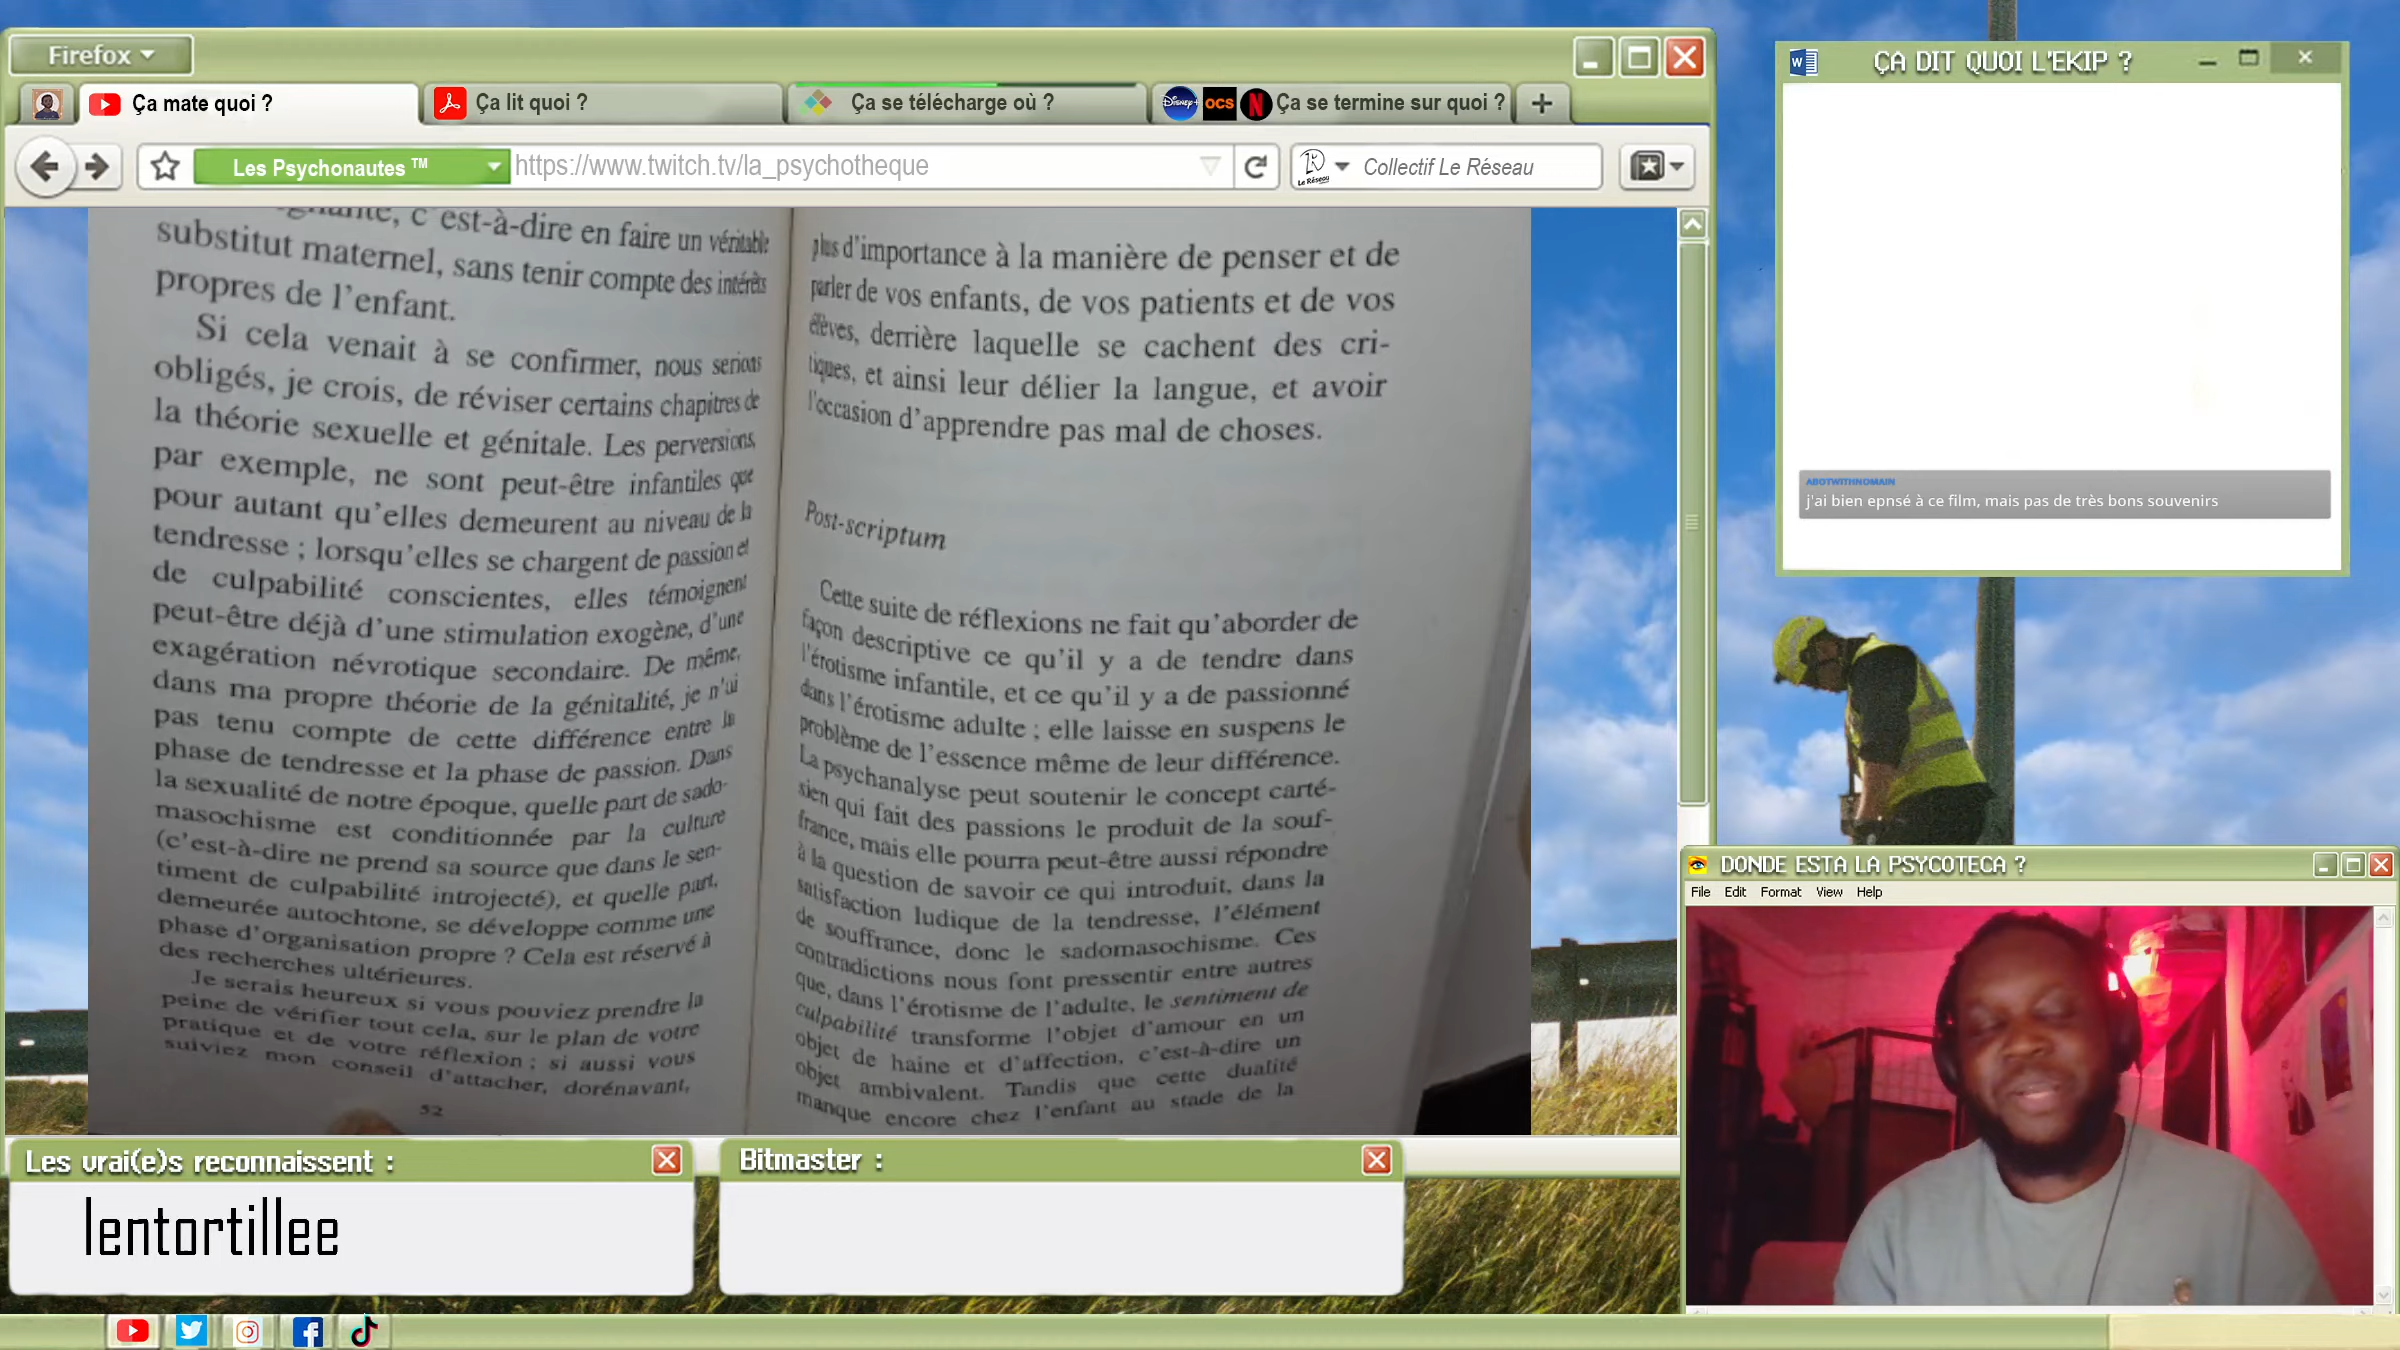 Firefox
Ça mate quoi ?
Ça lit quoi ?
Ça se télécharge où ?
Disney+
OCS
N
Ça se termine sur quoi ?
Les Psychonautes ™
https://www.twitch.tv/la_psychotheque
Le Réseau
Collectif Le Réseau
c'est-à-dire en faire un véritable
substitut maternel, sans tenir compte des intérêts
propres de l'enfant.
Si cela venait à se confirmer, nous serions
obligés, je crois, de réviser certains chapitres de
la théorie sexuelle et génitale. Les perversions,
par exemple, ne sont peut-être infantiles que
pour autant qu'elles demeurent au niveau de la
tendresse ; lorsqu'elles se chargent de passion et
de culpabilité conscientes, elles témoignent
peut-être déjà d'une stimulation exogène, d'une
exagération névrotique secondaire. De même,
dans ma propre théorie de la génitalité, je n'ai
pas tenu compte de cette différence entre la
phase de tendresse et la phase de passion. Dans
la sexualité de notre époque, quelle part de sado-
masochisme est conditionnée par la culture
(c'est-à-dire ne prend sa source que dans le sen-
timent de culpabilité introjecté), et quelle part,
demeurée autochtone, se développe comme une
phase d'organisation propre ? Cela est réservé à
des recherches ultérieures.
Je serais heureux si vous pouviez prendre la
peine de vérifier tout cela, sur le plan de votre
pratique et de votre réflexion ; si aussi vous
suiviez mon conseil d'attacher, dorénavant,
52
plus d'importance à la manière de penser et de
parler de vos enfants, de vos patients et de vos
élèves, derrière laquelle se cachent des cri-
tiques, et ainsi leur délier la langue, et avoir
l'occasion d'apprendre pas mal de choses.
Post-scriptum
Cette suite de réflexions ne fait qu'aborder de
façon descriptive ce qu'il y a de tendre dans
l'érotisme infantile, et ce qu'il y a de passionné
dans l'érotisme adulte ; elle laisse en suspens le
problème de l'essence même de leur différence.
La psychanalyse peut soutenir le concept carté-
sien qui fait des passions le produit de la souf-
france, mais elle pourra peut-être aussi répondre
à la question de savoir ce qui introduit, dans la
satisfaction ludique de la tendresse, l'élément
de souffrance, donc le sadomasochisme. Ces
contradictions nous font pressentir entre autres
que, dans l'érotisme de l'adulte, le sentiment de
culpabilité transforme l'objet d'amour en un
objet de haine et d'affection, c'est-à-dire un
objet ambivalent. Tandis que cette dualité
manque encore chez l'enfant au stade de la
ÇA DIT QUOI L'EKIP ?
ABOTWITHNOMAIN
j'ai bien epnsé à ce film, mais pas de très bons souvenirs
DONDE ESTA LA PSYCOTECA ?
File Edit Format View Help
Les vrai(e)s reconnaissent :
lentortillee
Bitmaster :